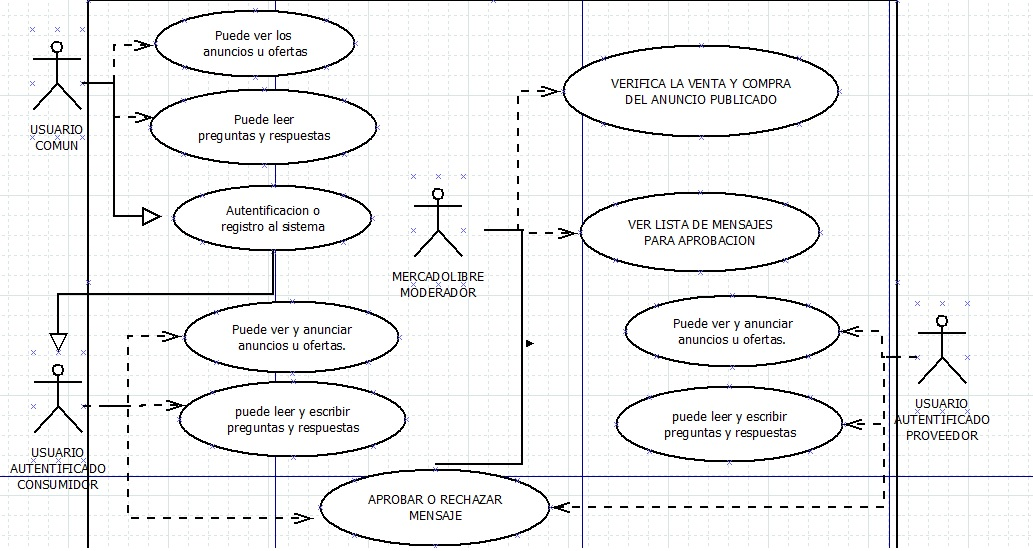 Puede ver los
anuncios u ofertas
USUARIO
COMUN
Puede leer
preguntas y respuestas
Autentificacion o
registro al sistema
VERIFICA LA VENTA Y COMPRA
DEL ANUNCIO PUBLICADO
VER LISTA DE MENSAJES
PARA APROBACION
MERCADOLIBRE
MODERADOR
Puede ver y anunciar
anuncios u ofertas.
puede leer y escribir
preguntas y respuestas
USUARIO
AUTENTIFICADO
CONSUMIDOR
Puede ver y anunciar
anuncios u ofertas.
puede leer y escribir
preguntas y respuestas
USUARIO
AUTENTIFICADO
PROVEEDOR
APROBAR O RECHAZAR
MENSAJE